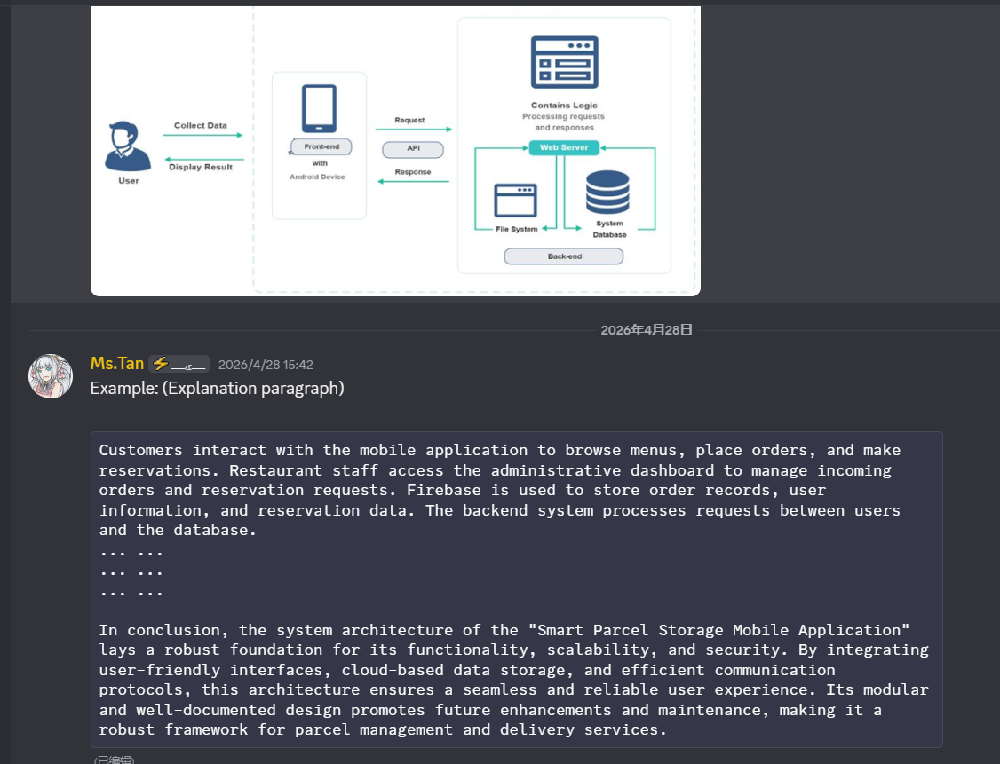 Collect Data
Display Result
User
Front-end
with
Android Device
Request
API
Response
Contains Logic
Processing requests
and responses
Web Server
File System
System
Database
Back-end
2026年4月28日
Ms.Tan
2026/4/28 15:42
Example: (Explanation paragraph)
Customers interact with the mobile application to browse menus, place orders, and make
reservations. Restaurant staff access the administrative dashboard to manage incoming
orders and reservation requests. Firebase is used to store order records, user
information, and reservation data. The backend system processes requests between users
and the database.
... ...
... ...
... ...
In conclusion, the system architecture of the "Smart Parcel Storage Mobile Application"
lays a robust foundation for its functionality, scalability, and security. By integrating
user-friendly interfaces, cloud-based data storage, and efficient communication
protocols, this architecture ensures a seamless and reliable user experience. Its modular
and well-documented design promotes future enhancements and maintenance, making it a
robust framework for parcel management and delivery services.
(已编辑)